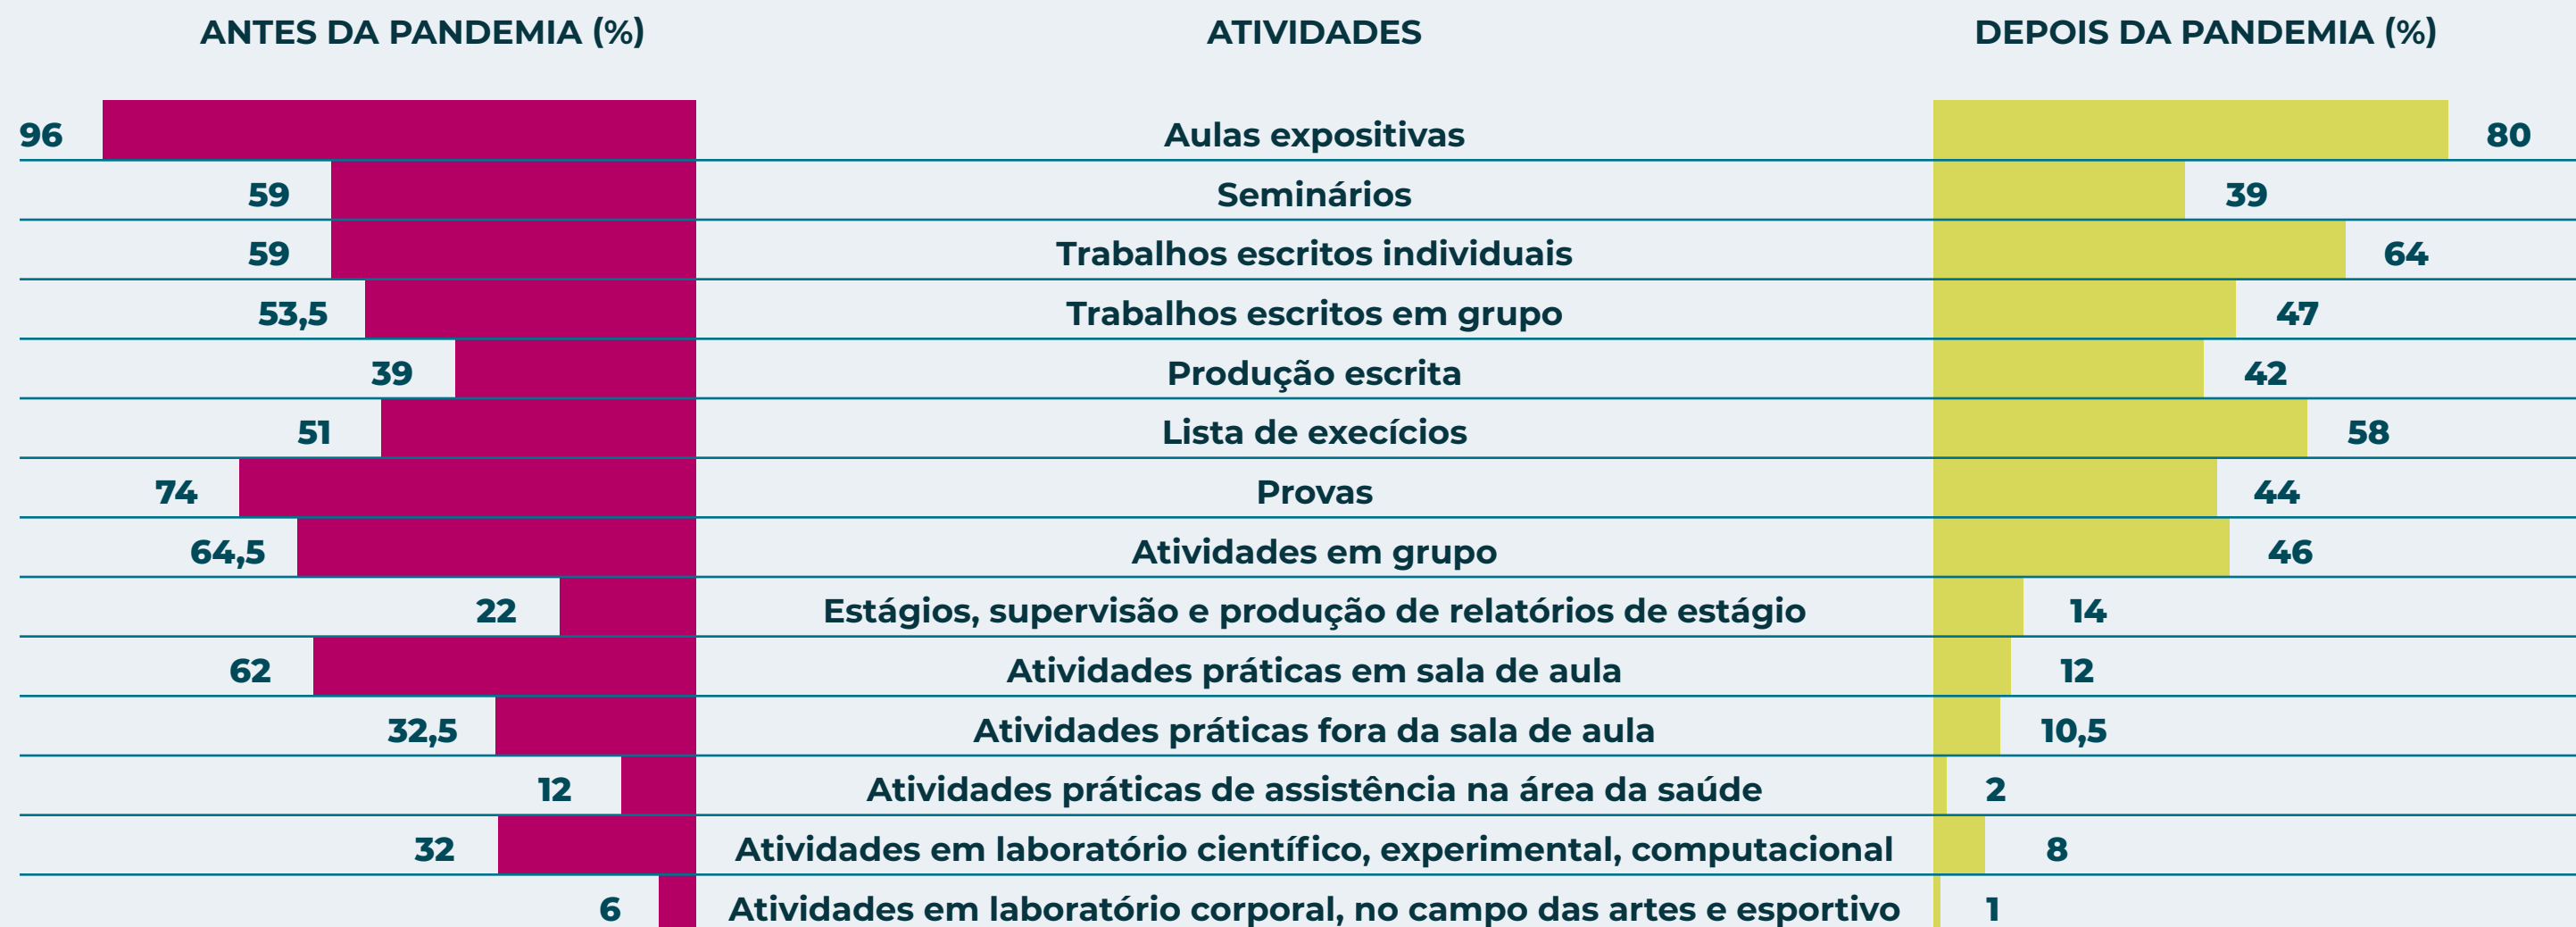 ANTES DA PANDEMIA (%) ATIVIDADES DEPOIS DA PANDEMIA (%)
96 Aulas expositivas 80
59 Seminários 39
59 Trabalhos escritos individuais 64
53,5 Trabalhos escritos em grupo 47
39 Produção escrita 42
51 Lista de execícios 58
74 Provas 44
64,5 Atividades em grupo 46
22 Estágios, supervisão e produção de relatórios de estágio 14
62 Atividades práticas em sala de aula 12
32,5 Atividades práticas fora da sala de aula 10,5
12 Atividades práticas de assistência na área da saúde 2
32 Atividades em laboratório científico, experimental, computacional 8
6 Atividades em laboratório corporal, no campo das artes e esportivo 1